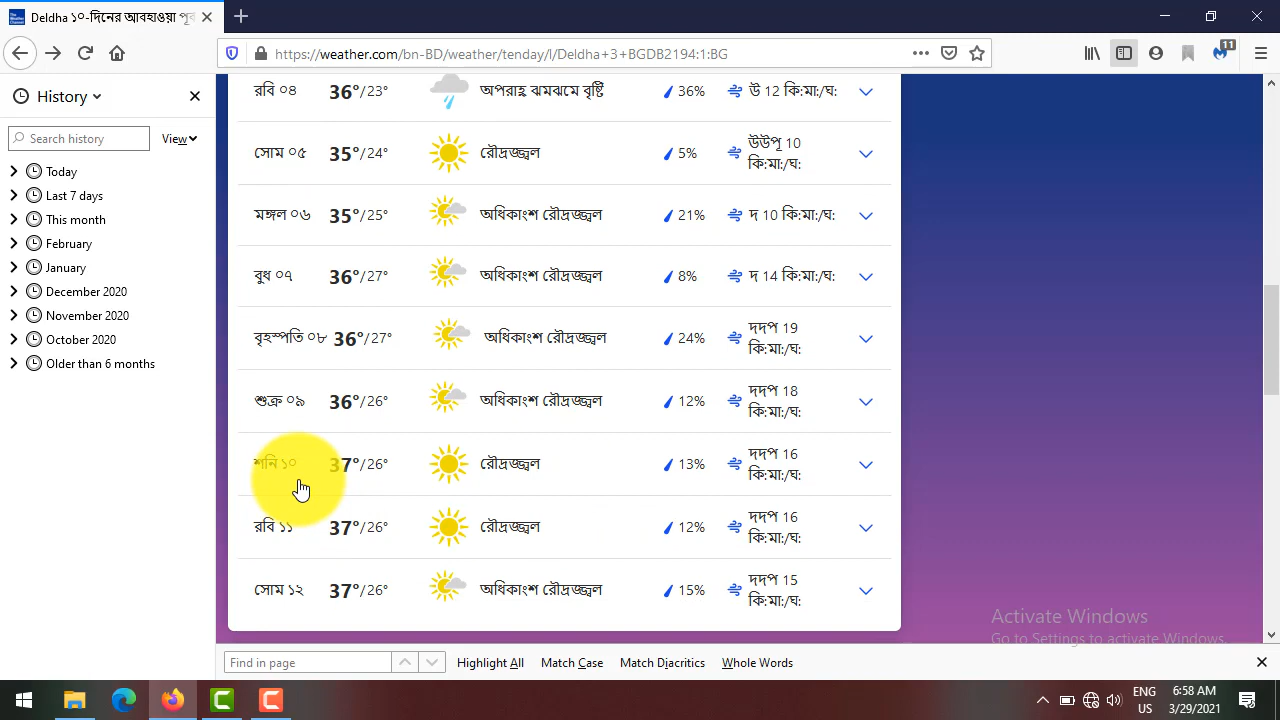 Deldha ১০-দিনের আবহাওয়া পূর্ব
https://weather.com/bn-BD/weather/tenday/l/Deldha+3+BGDB2194:1:BG
11
History
Search history
View
Today
Last 7 days
This month
February
January
December 2020
November 2020
October 2020
Older than 6 months
রবি ০৪ 36°/23° অপরাহ্ণ ঝমঝমে বৃষ্টি 36% উ 12 কি:মা:/ঘ:
সোম ০৫ 35°/24° রৌদ্রজ্জ্বল 5% উউপূ 10
কি:মা:/ঘ:
মঙ্গল ০৬ 35°/25° অধিকাংশ রৌদ্রজ্জ্বল 21% দ 10 কি:মা:/ঘ:
বুধ ০৭ 36°/27° অধিকাংশ রৌদ্রজ্জ্বল 8% দ 14 কি:মা:/ঘ:
বৃহস্পতি ০৮ 36°/27° অধিকাংশ রৌদ্রজ্জ্বল 24% দদপ 19
কি:মা:/ঘ:
শুক্র ০৯ 36°/26° অধিকাংশ রৌদ্রজ্জ্বল 12% দদপ 18
কি:মা:/ঘ:
শনি ১০ 37°/26° রৌদ্রজ্জ্বল 13% দদপ 16
কি:মা:/ঘ:
রবি ১১ 37°/26° রৌদ্রজ্জ্বল 12% দদপ 16
কি:মা:/ঘ:
সোম ১২ 37°/26° অধিকাংশ রৌদ্রজ্জ্বল 15% দদপ 15
কি:মা:/ঘ:
Activate Windows
Go to Settings to activate Windows.
Find in page
Highlight All
Match Case
Match Diacritics
Whole Words
ENG
US
6:58 AM
3/29/2021